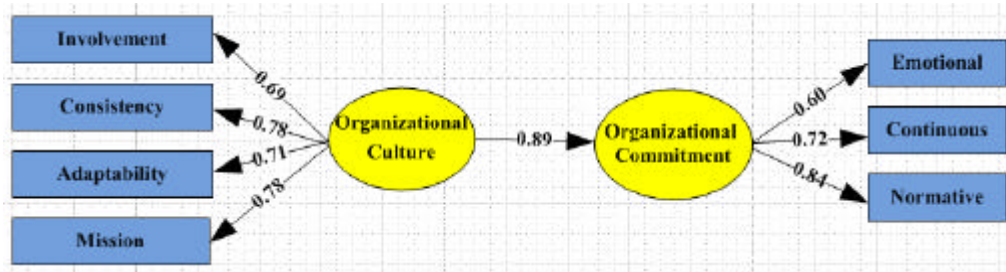 Involvement
Consistency
Adaptability
Mission
0.69
0.78
0.71
0.78
Organizational
Culture
0.89
Organizational
Commitment
0.60
0.72
0.84
Emotional
Continuous
Normative